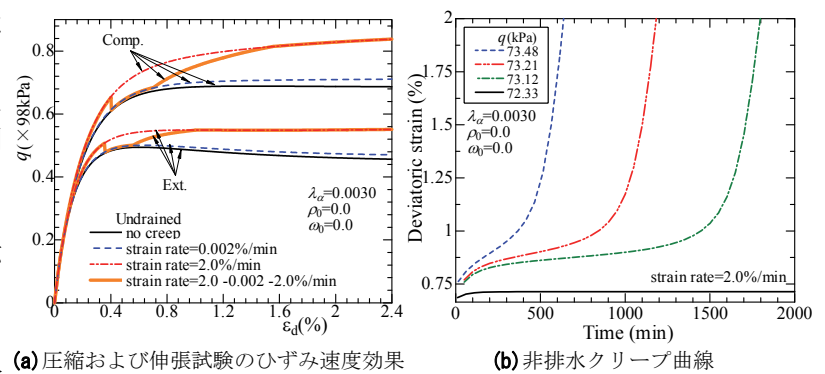 0.8
0.6
0.4
0.2
0
q(×98kPa)
Comp.
Ext.
λα=0.0030
ρ0=0.0
ω0=0.0
Undrained
no creep
strain rate=0.002%/min
strain rate=2.0%/min
strain rate=2.0 -0.002 -2.0%/min
0 0.4 0.8 1.2 1.6 2 2.4
εd(%)
(a)圧縮および伸張試験のひずみ速度効果
2
1.75
1.5
1.25
1
0.75
Deviatoric strain (%)
q(kPa)
73.48
73.21
73.12
72.33
λα=0.0030
ρ0=0.0
ω0=0.0
strain rate=2.0%/min
0 500 1000 1500 2000
Time (min)
(b)非排水クリープ曲線